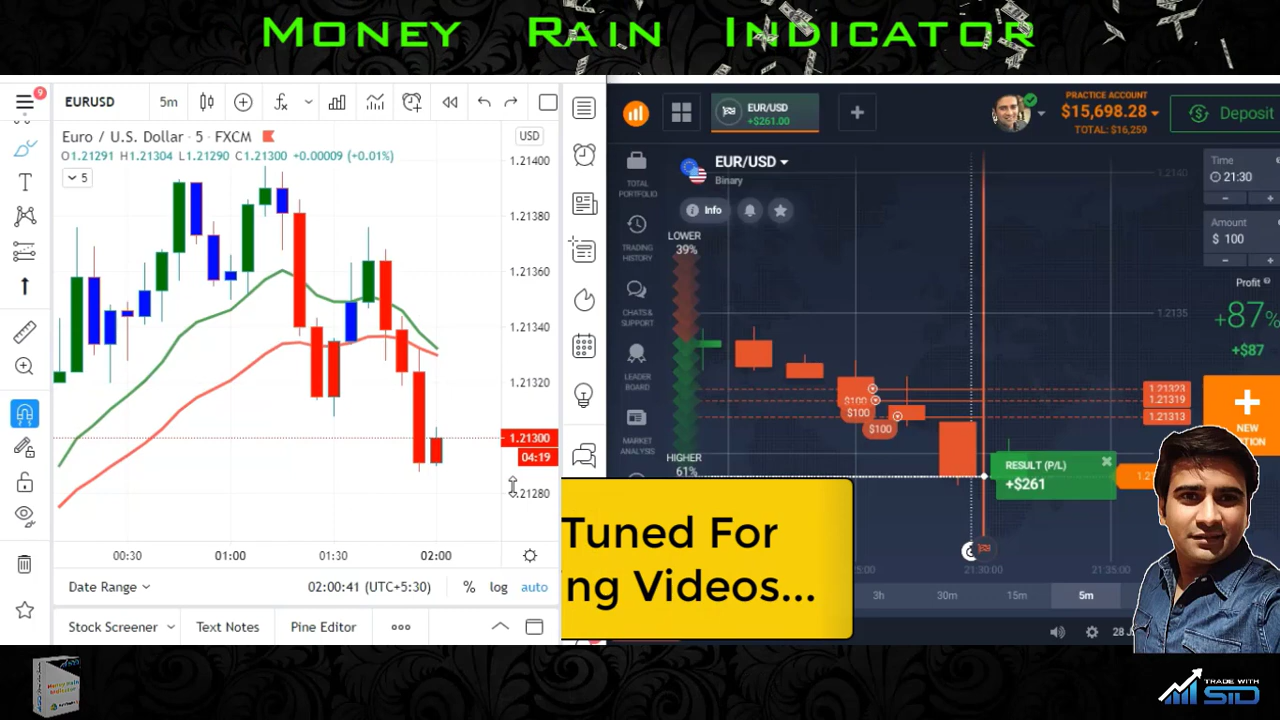 Money Rain Indicator
9
EURUSD
5m
Euro / U.S. Dollar · 5 · FXCM
USD
O1.21291 H1.21304 L1.21290 C1.21300 +0.00009 (+0.01%)
5
1.21400
1.21380
1.21360
1.21340
1.21320
1.21300
04:19
1.21280
00:30
01:00
01:30
02:00
Date Range
02:00:41 (UTC+5:30)
%
log
auto
Stock Screener
Text Notes
Pine Editor
EUR/USD
+$261.00
PRACTICE ACCOUNT
$15,698.28
TOTAL: $16,259
Deposit
EUR/USD
Binary
Info
TOTAL
PORTFOLIO
TRADING
HISTORY
CHATS &
SUPPORT
LEADER
BOARD
MARKET
ANALYSIS
LOWER
39%
HIGHER
61%
1.2140
1.2135
$100
$100
$100
1.21323
1.21319
1.21313
RESULT (P/L)
+$261
Time
21:30
Amount
$ 100
Profit
+87%
+$87
NEW
21:30:00
21:35:00
3h
30m
15m
5m
Tuned For
ng Videos...
TRADE WITH
SID